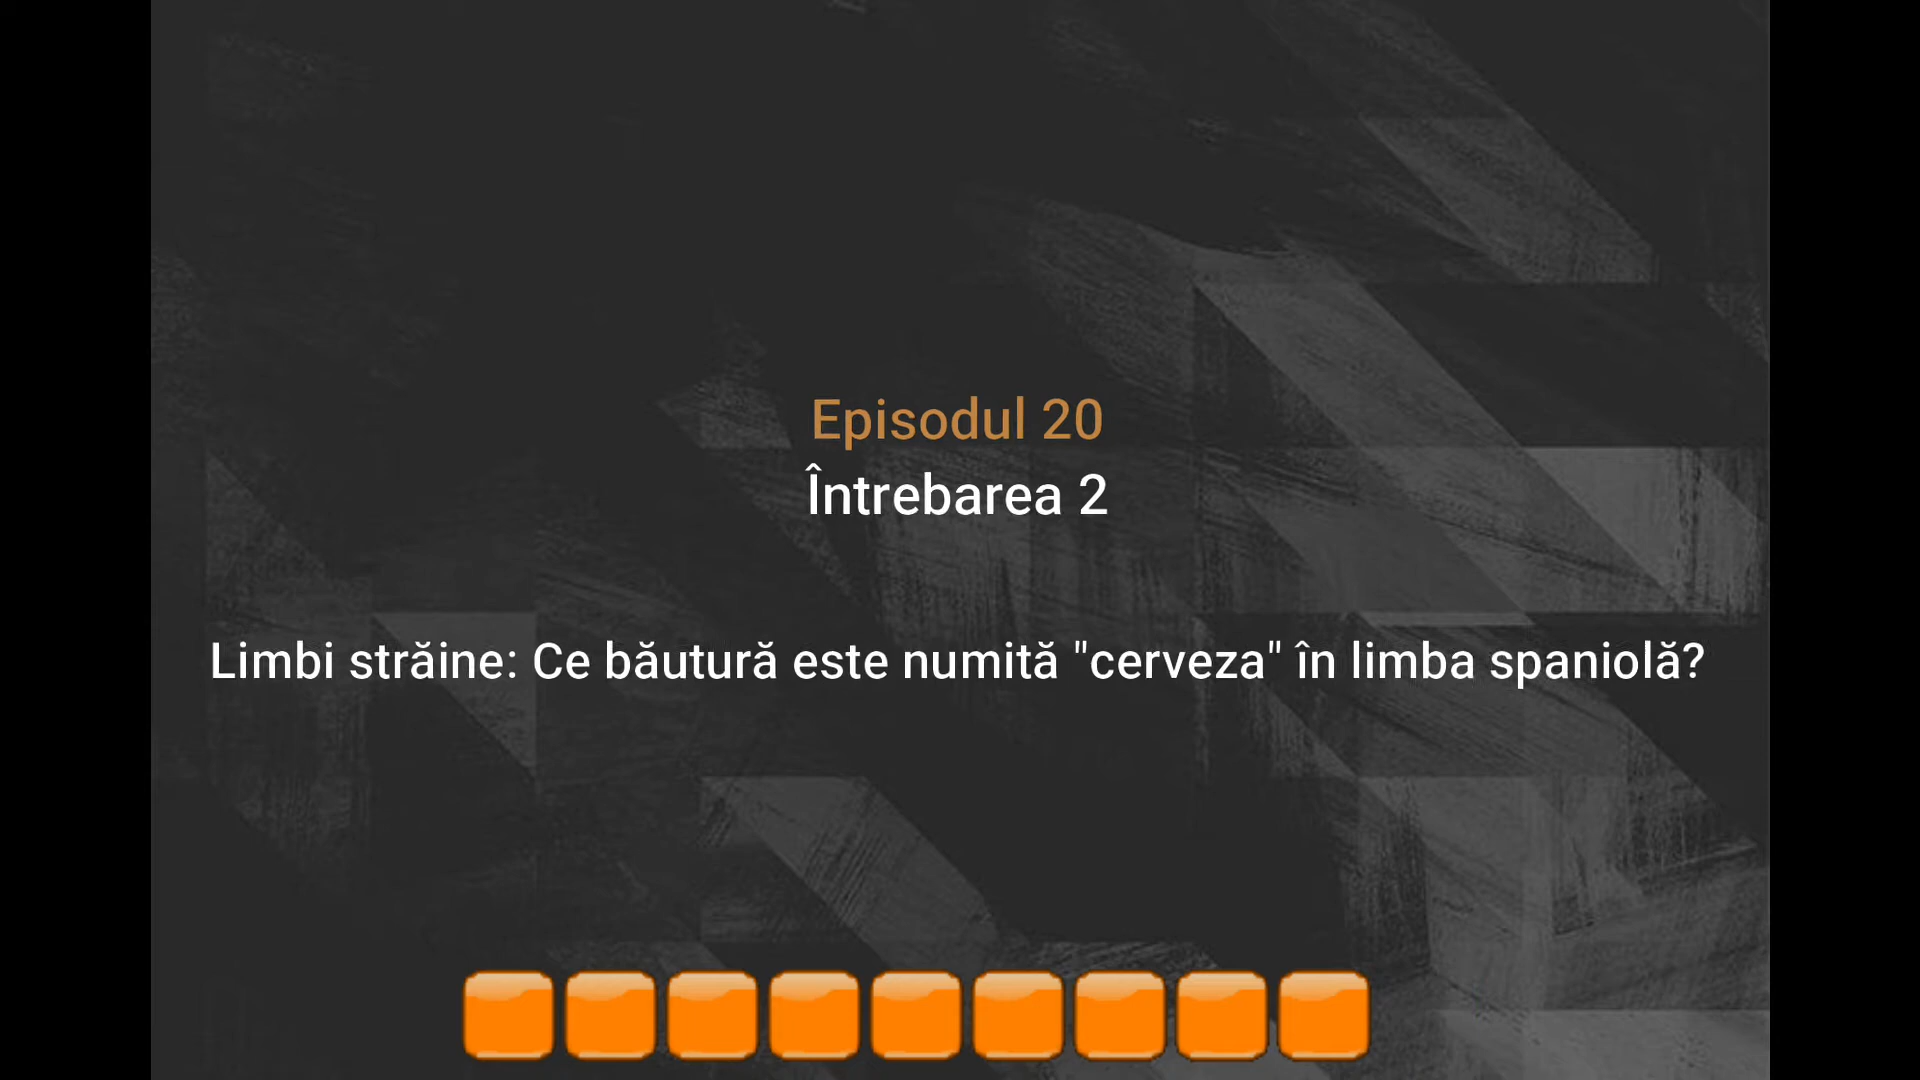 Episodul 20
Întrebarea 2
Limbi străine: Ce băutură este numită "cerveza" în limba spaniolă?